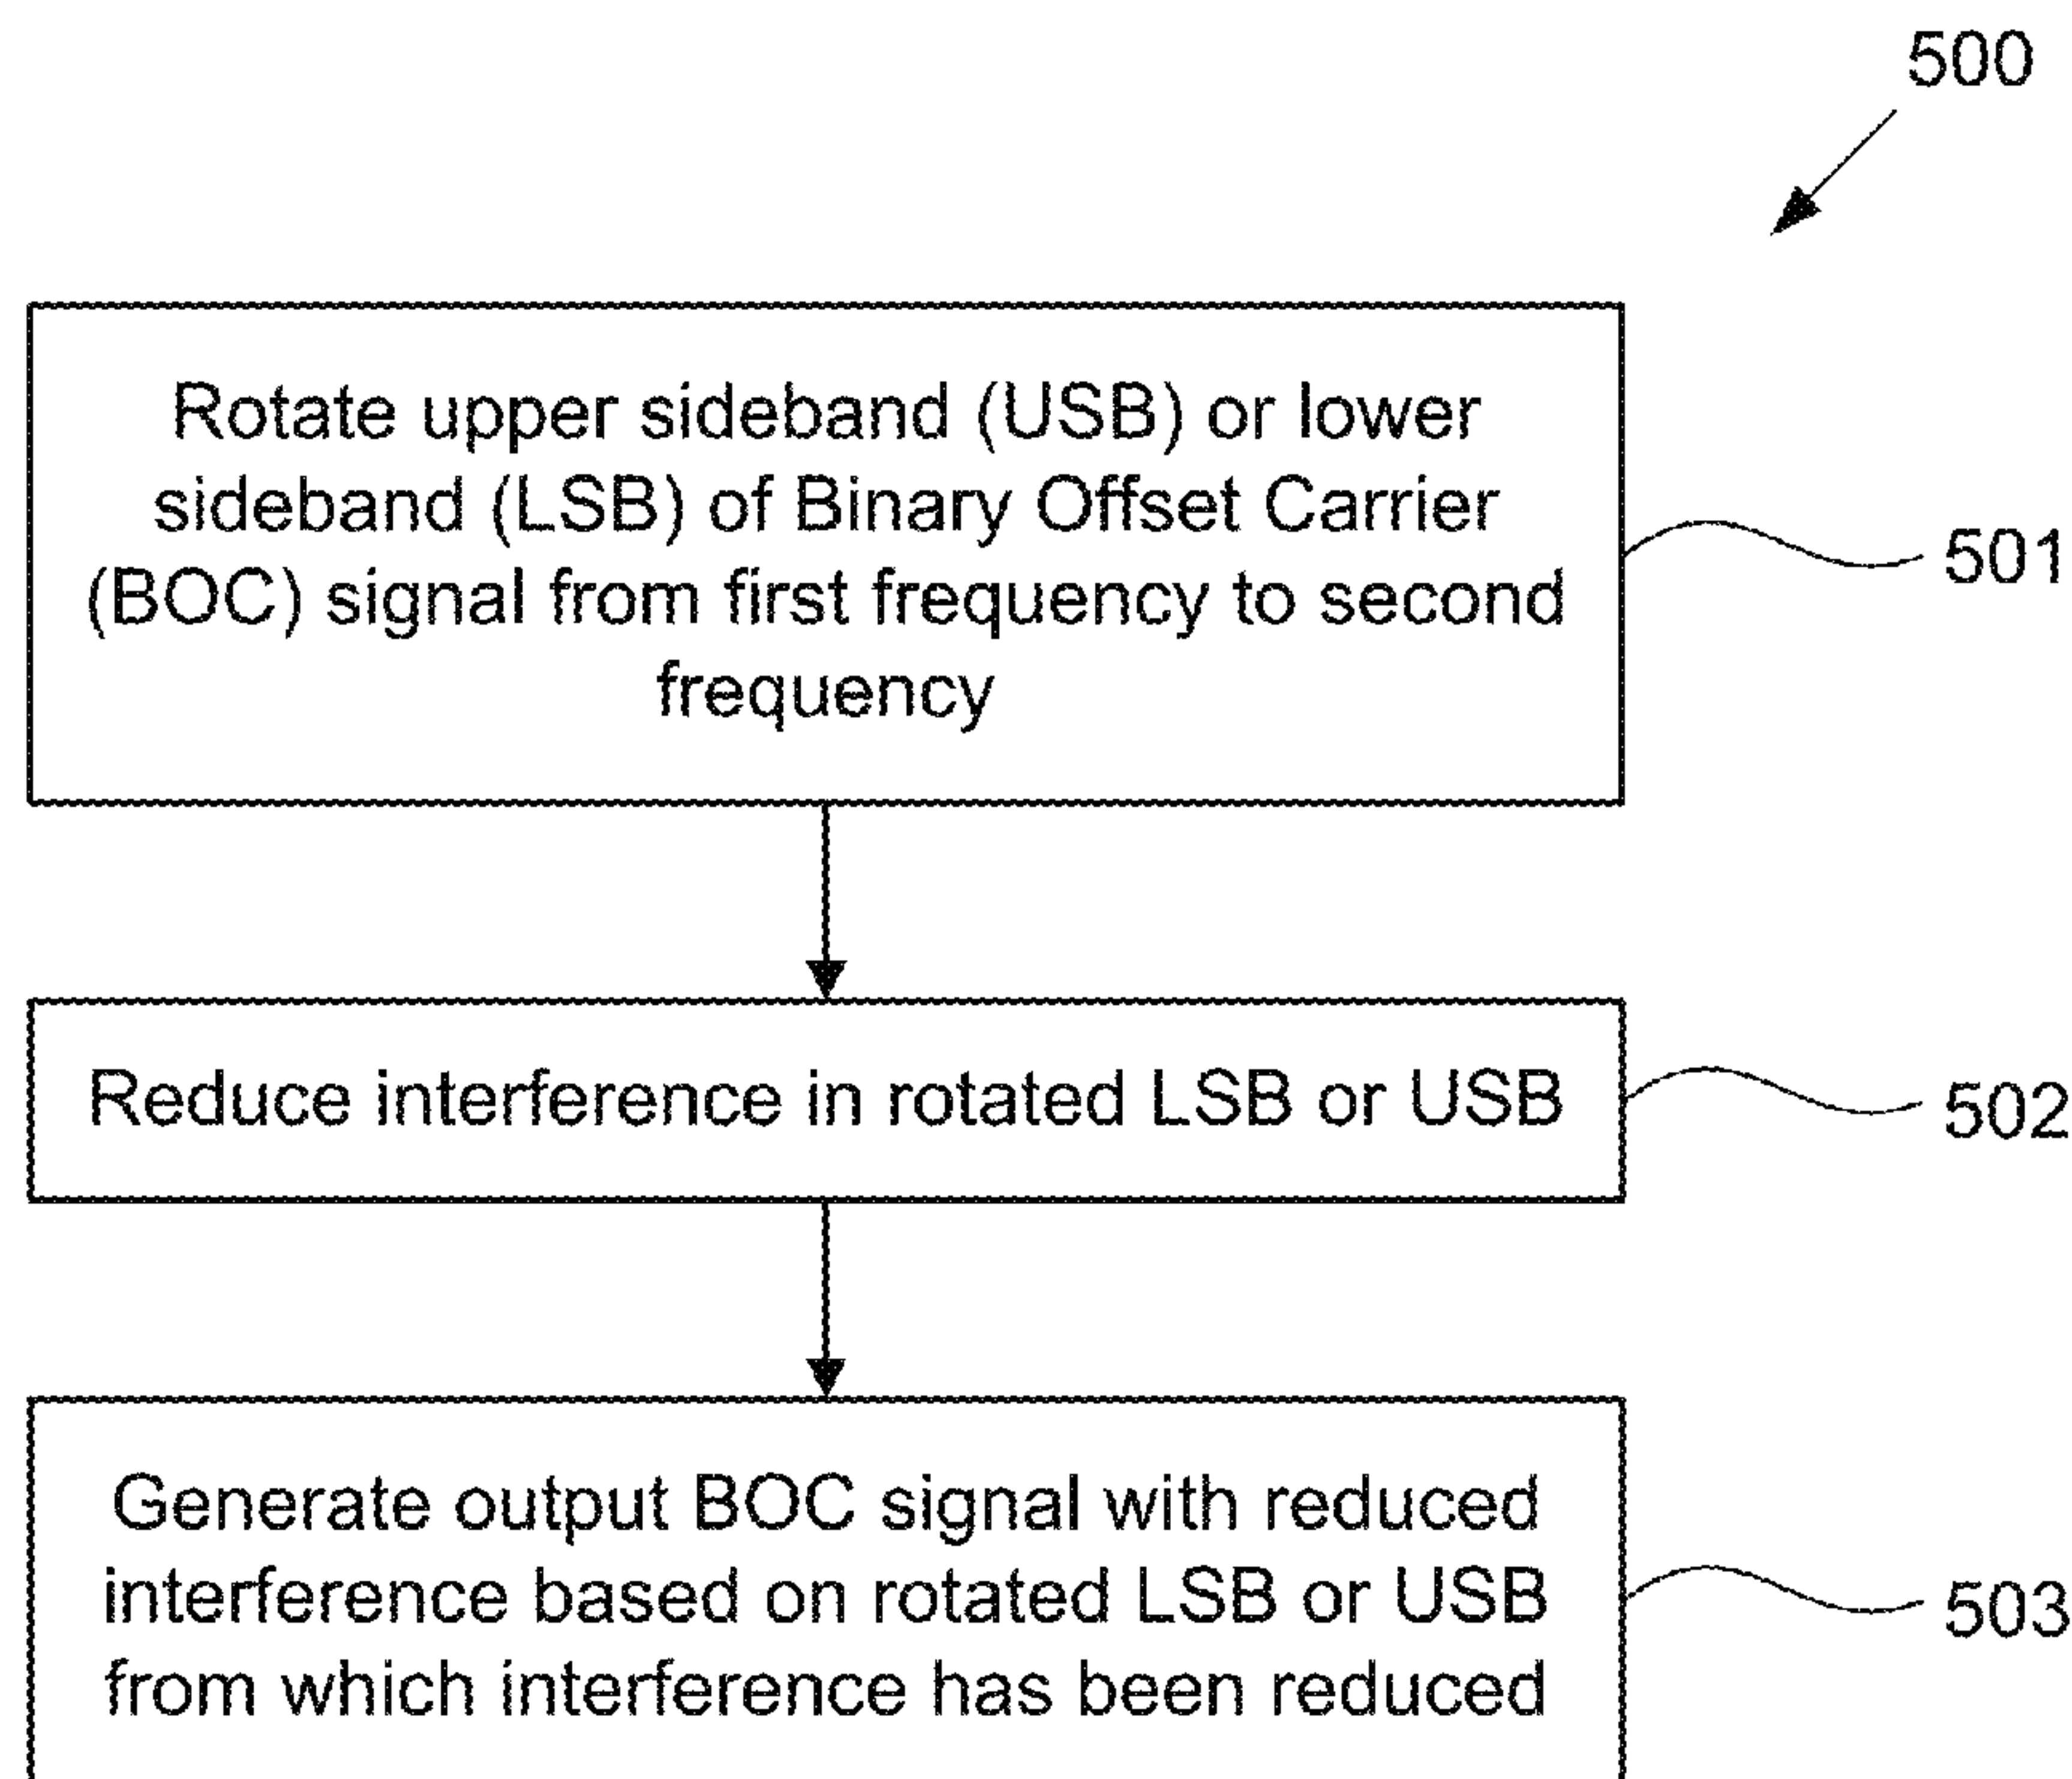 500
Rotate upper sideband (USB) or lower
sideband (LSB) of Binary Offset Carrier
(BOC) signal from first frequency to second
frequency
501
Reduce interference in rotated LSB or USB
502
Generate output BOC signal with reduced
interference based on rotated LSB or USB
from which interference has been reduced
503